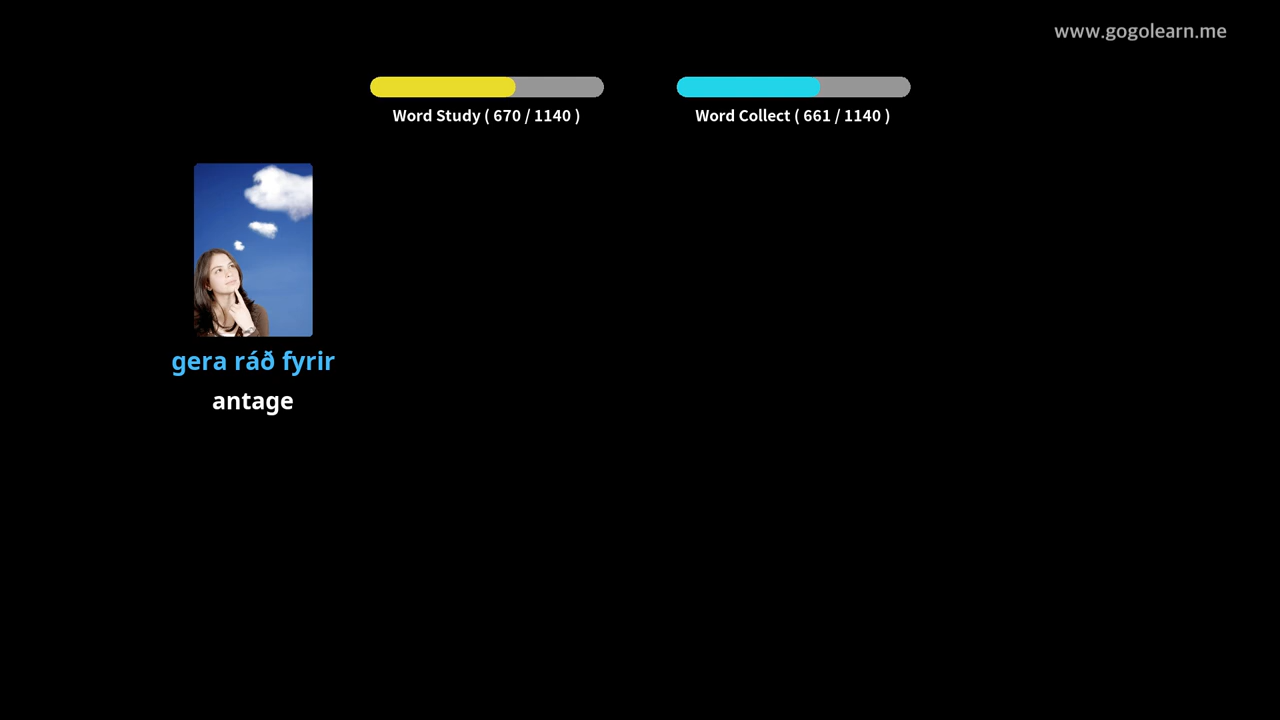 www.gogolearn.me
Word Study ( 670 / 1140 )
Word Collect ( 661 / 1140 )
gera ráð fyrir
antage